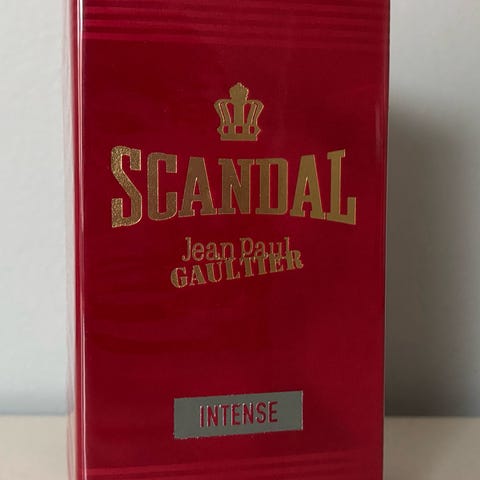 SCANDAL
Jean Paul
GAULTIER
INTENSE